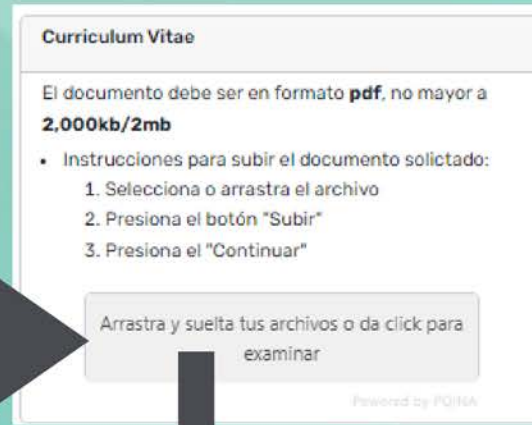 Curriculum Vitae
El documento debe ser en formato pdf, no mayor a
2,000kb/2mb
• Instrucciones para subir el documento solictado:
1. Selecciona o arrastra el archivo
2. Presiona el botón "Subir"
3. Presiona el "Continuar"
Arrastra y suelta tus archivos o da click para
examinar
Powered by PQINA